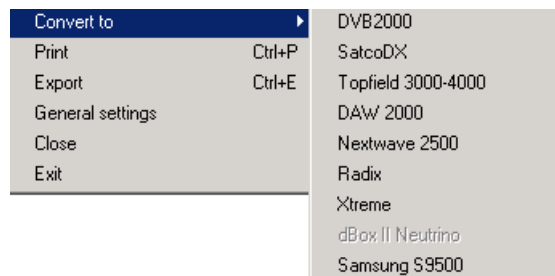 Convert to
Print Ctrl+P
Export Ctrl+E
General settings
Close
Exit
DVB2000
SatcoDX
Topfield 3000-4000
DAW 2000
Nextwave 2500
Radix
Xtreme
dBox II Neutrino
Samsung S9500